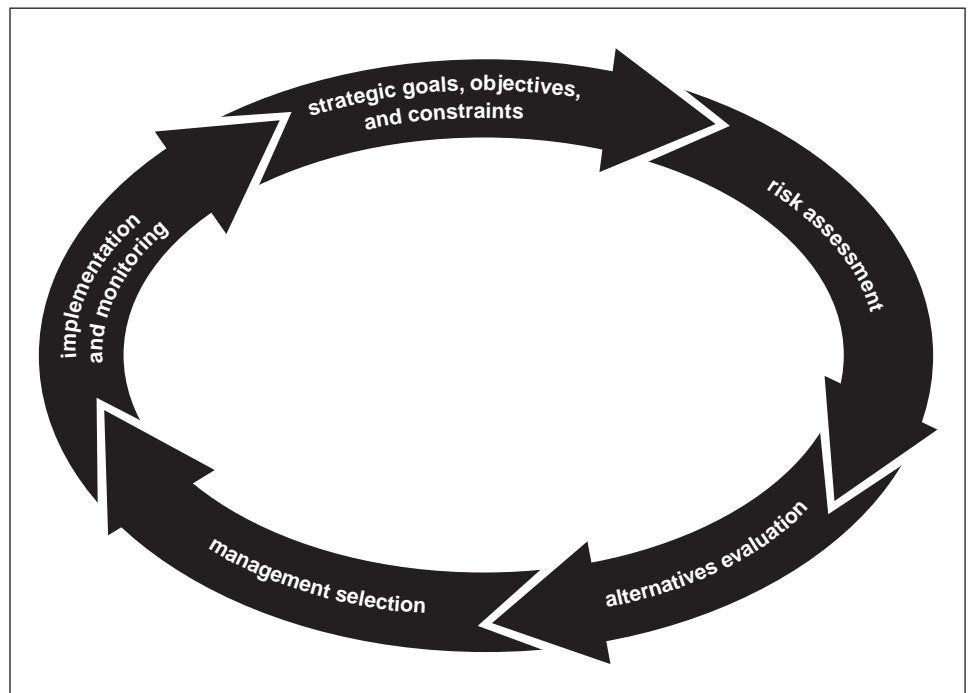 strategic goals, objectives,
and constraints
risk assessment
alternatives evaluation
management selection
implementation
and monitoring